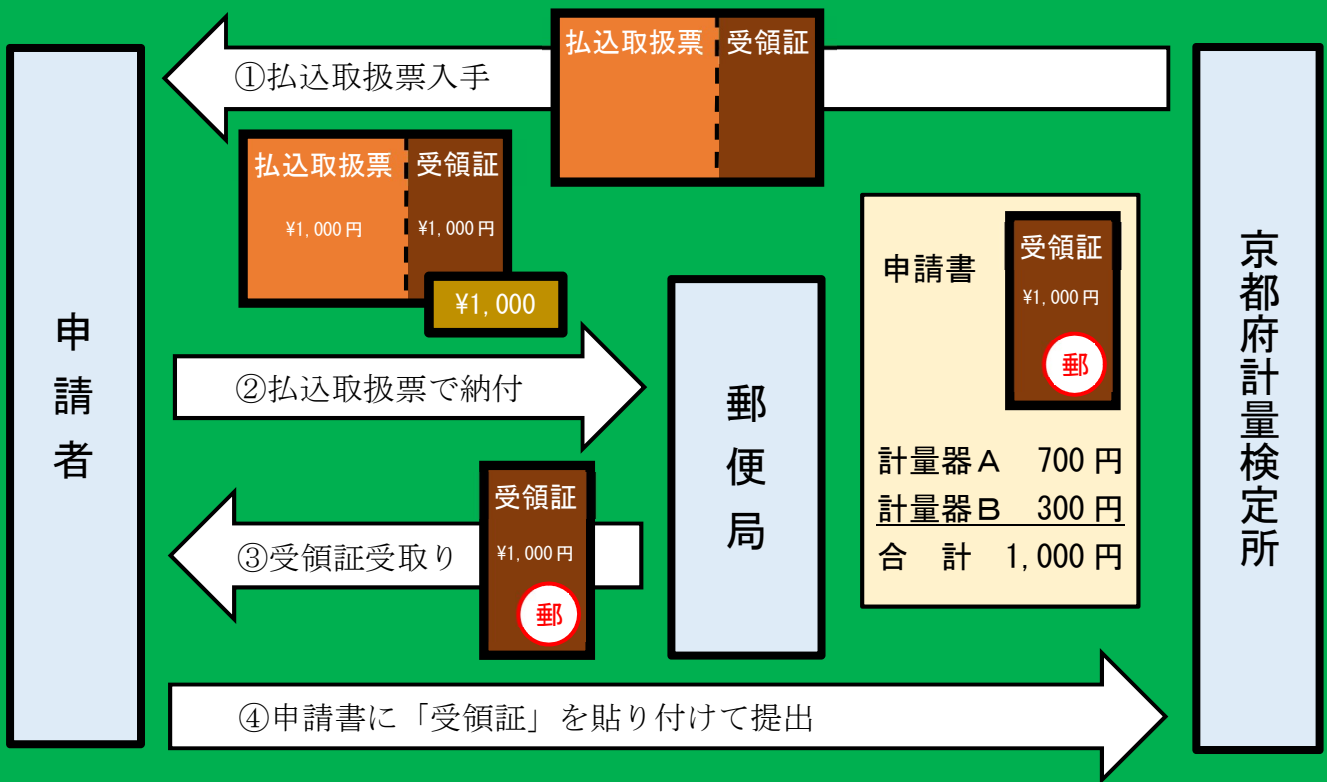 申請者
①払込取扱票入手
払込取扱票 受領証
払込取扱票 受領証
¥1,000円 ¥1,000円
¥1,000
②払込取扱票で納付
郵便局
受領証
¥1,000円
郵
③受領証受取り
申請書
受領証
¥1,000円
郵
計量器A 700円
計量器B 300円
合 計 1,000円
④申請書に「受領証」を貼り付けて提出
京都府計量検定所